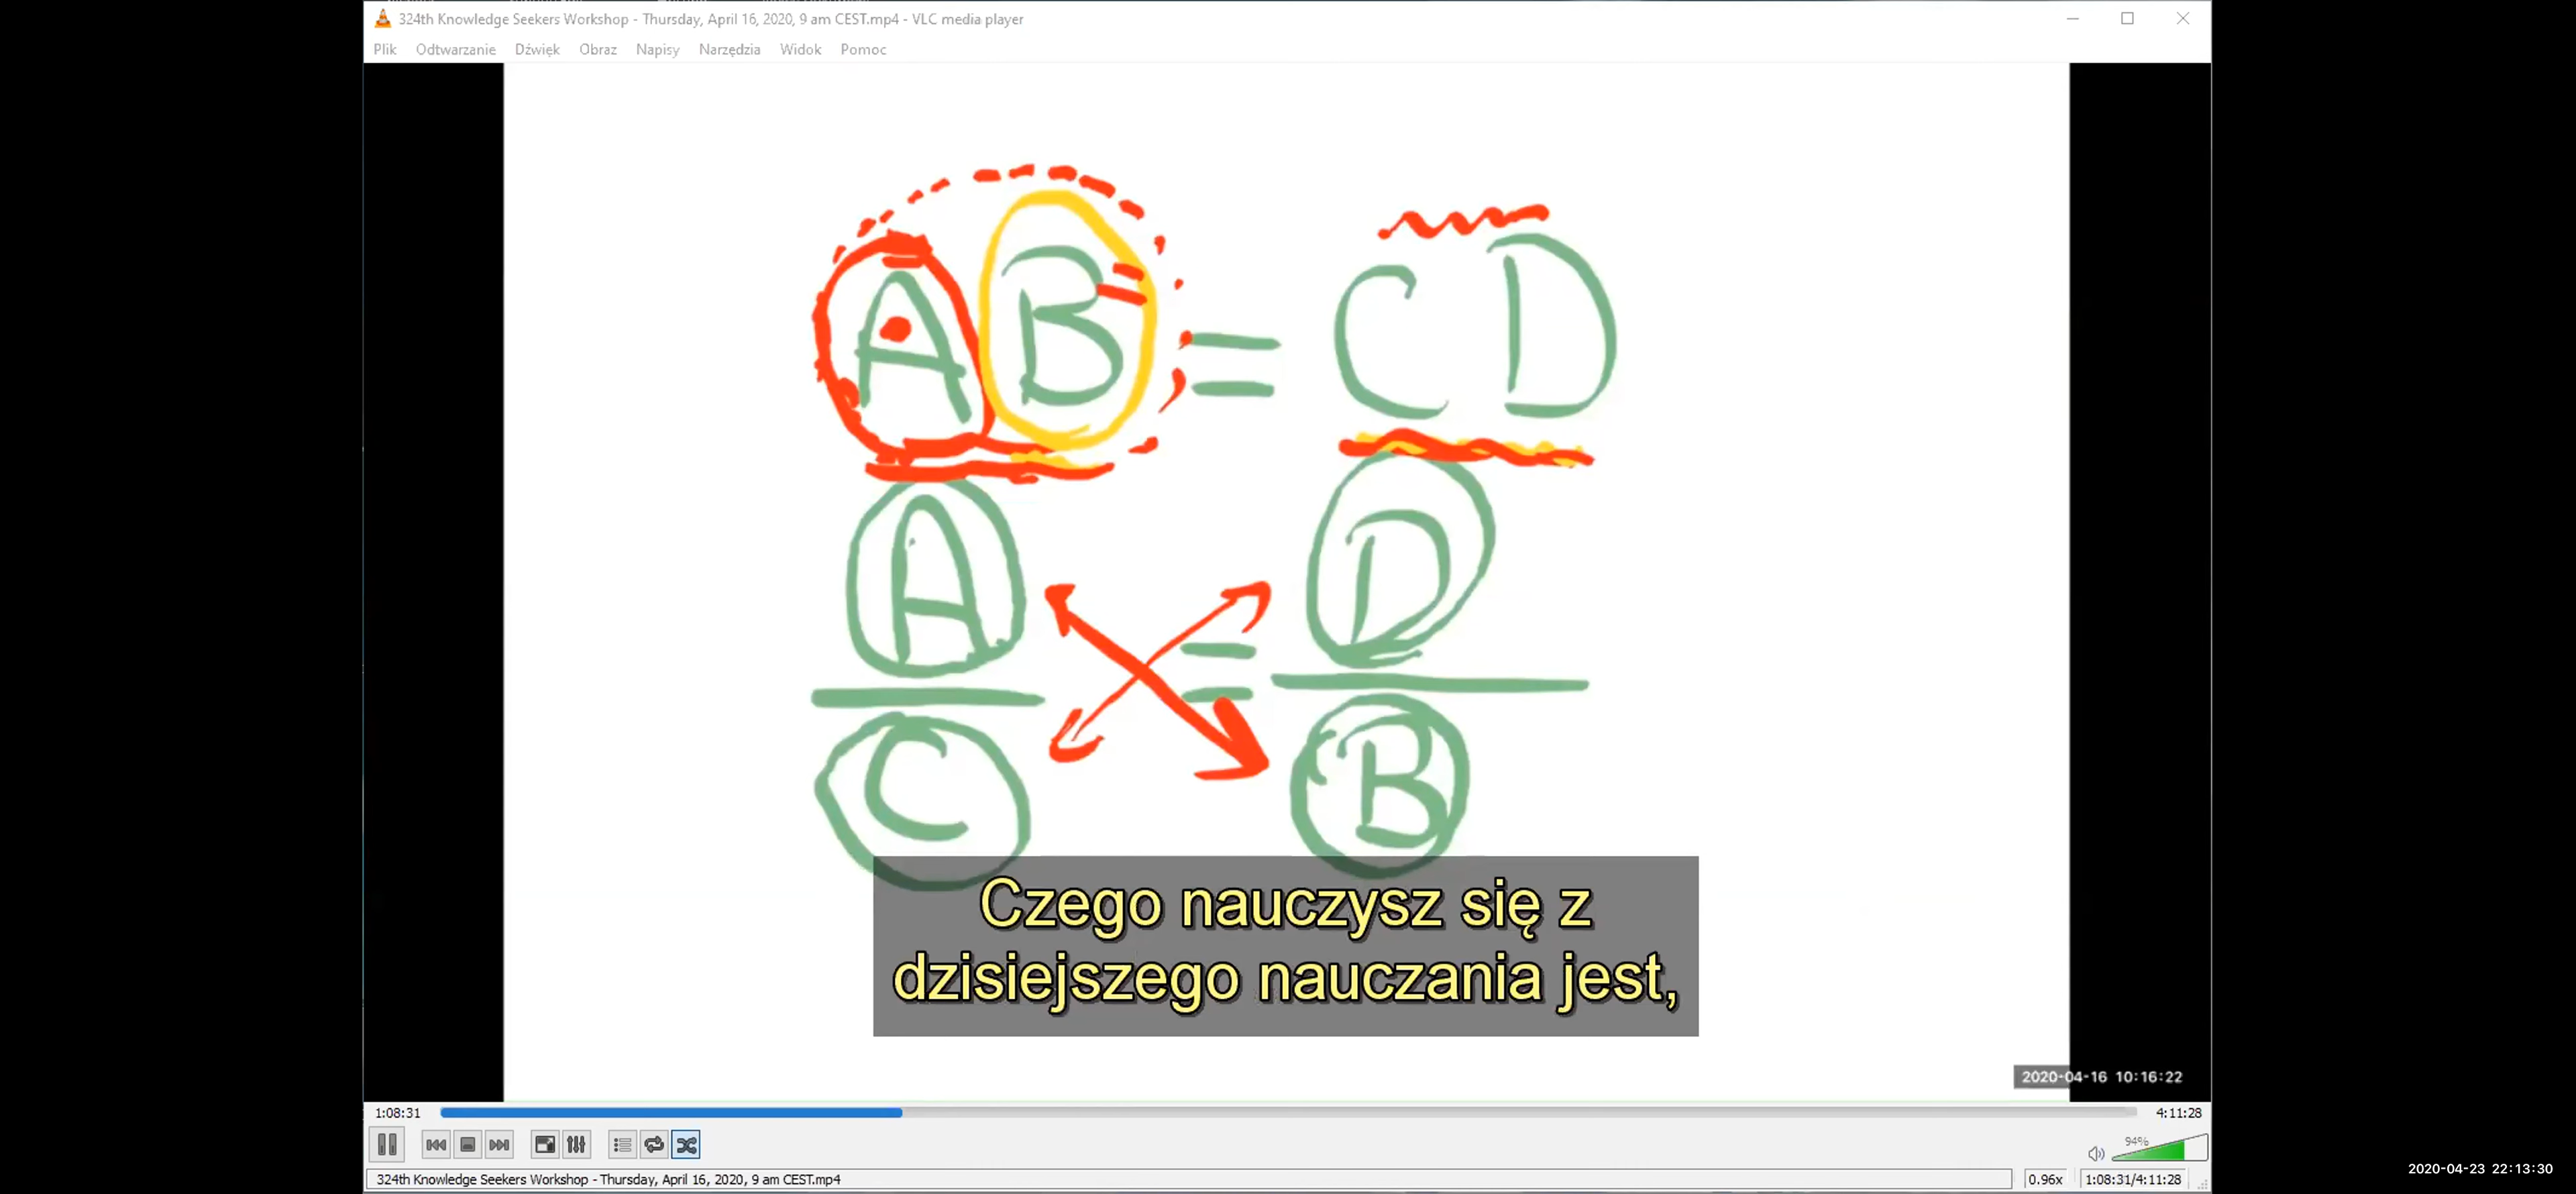 324th Knowledge Seekers Workshop - Thursday, April 16, 2020, 9 am CEST.mp4 - VLC media player
Plik Odtwarzanie Dźwięk Obraz Napisy Narzędzia Widok Pomoc
A B = C D
A = D
C B
Czego nauczysz się z
dzisiejszego nauczania jest,
2020-04-16 10:16:22
1:08:31 4:11:28
94%
324th Knowledge Seekers Workshop - Thursday, April 16, 2020, 9 am CEST.mp4 0.96x 1:08:31/4:11:28
2020-04-23 22:13:30